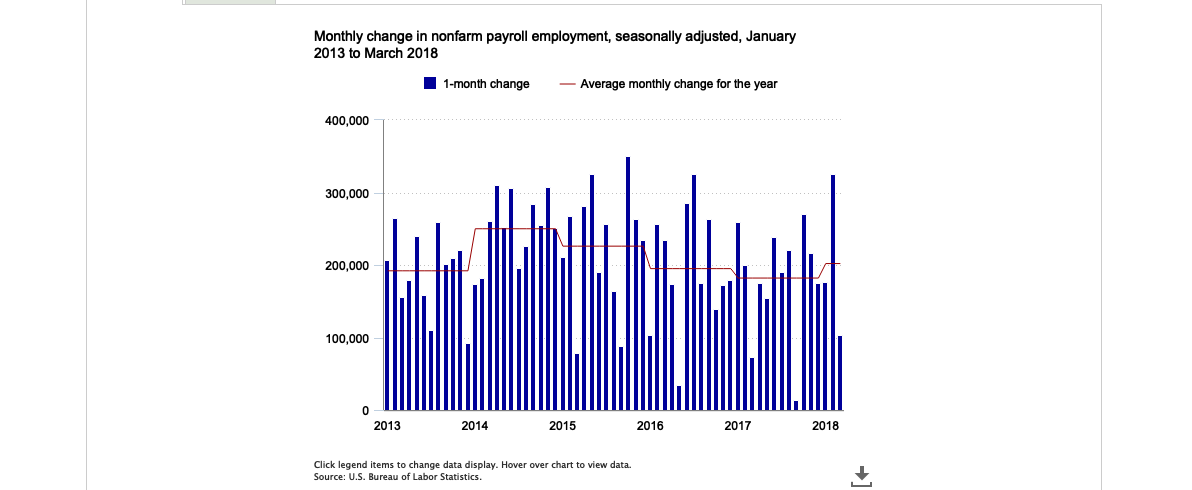 Monthly change in nonfarm payroll employment, seasonally adjusted, January
2013 to March 2018
1-month change
Average monthly change for the year
400,000
300,000
200,000
100,000
0
2013
2014
2015
2016
2017
2018
Click legend items to change data display. Hover over chart to view data.
Source: U.S. Bureau of Labor Statistics.